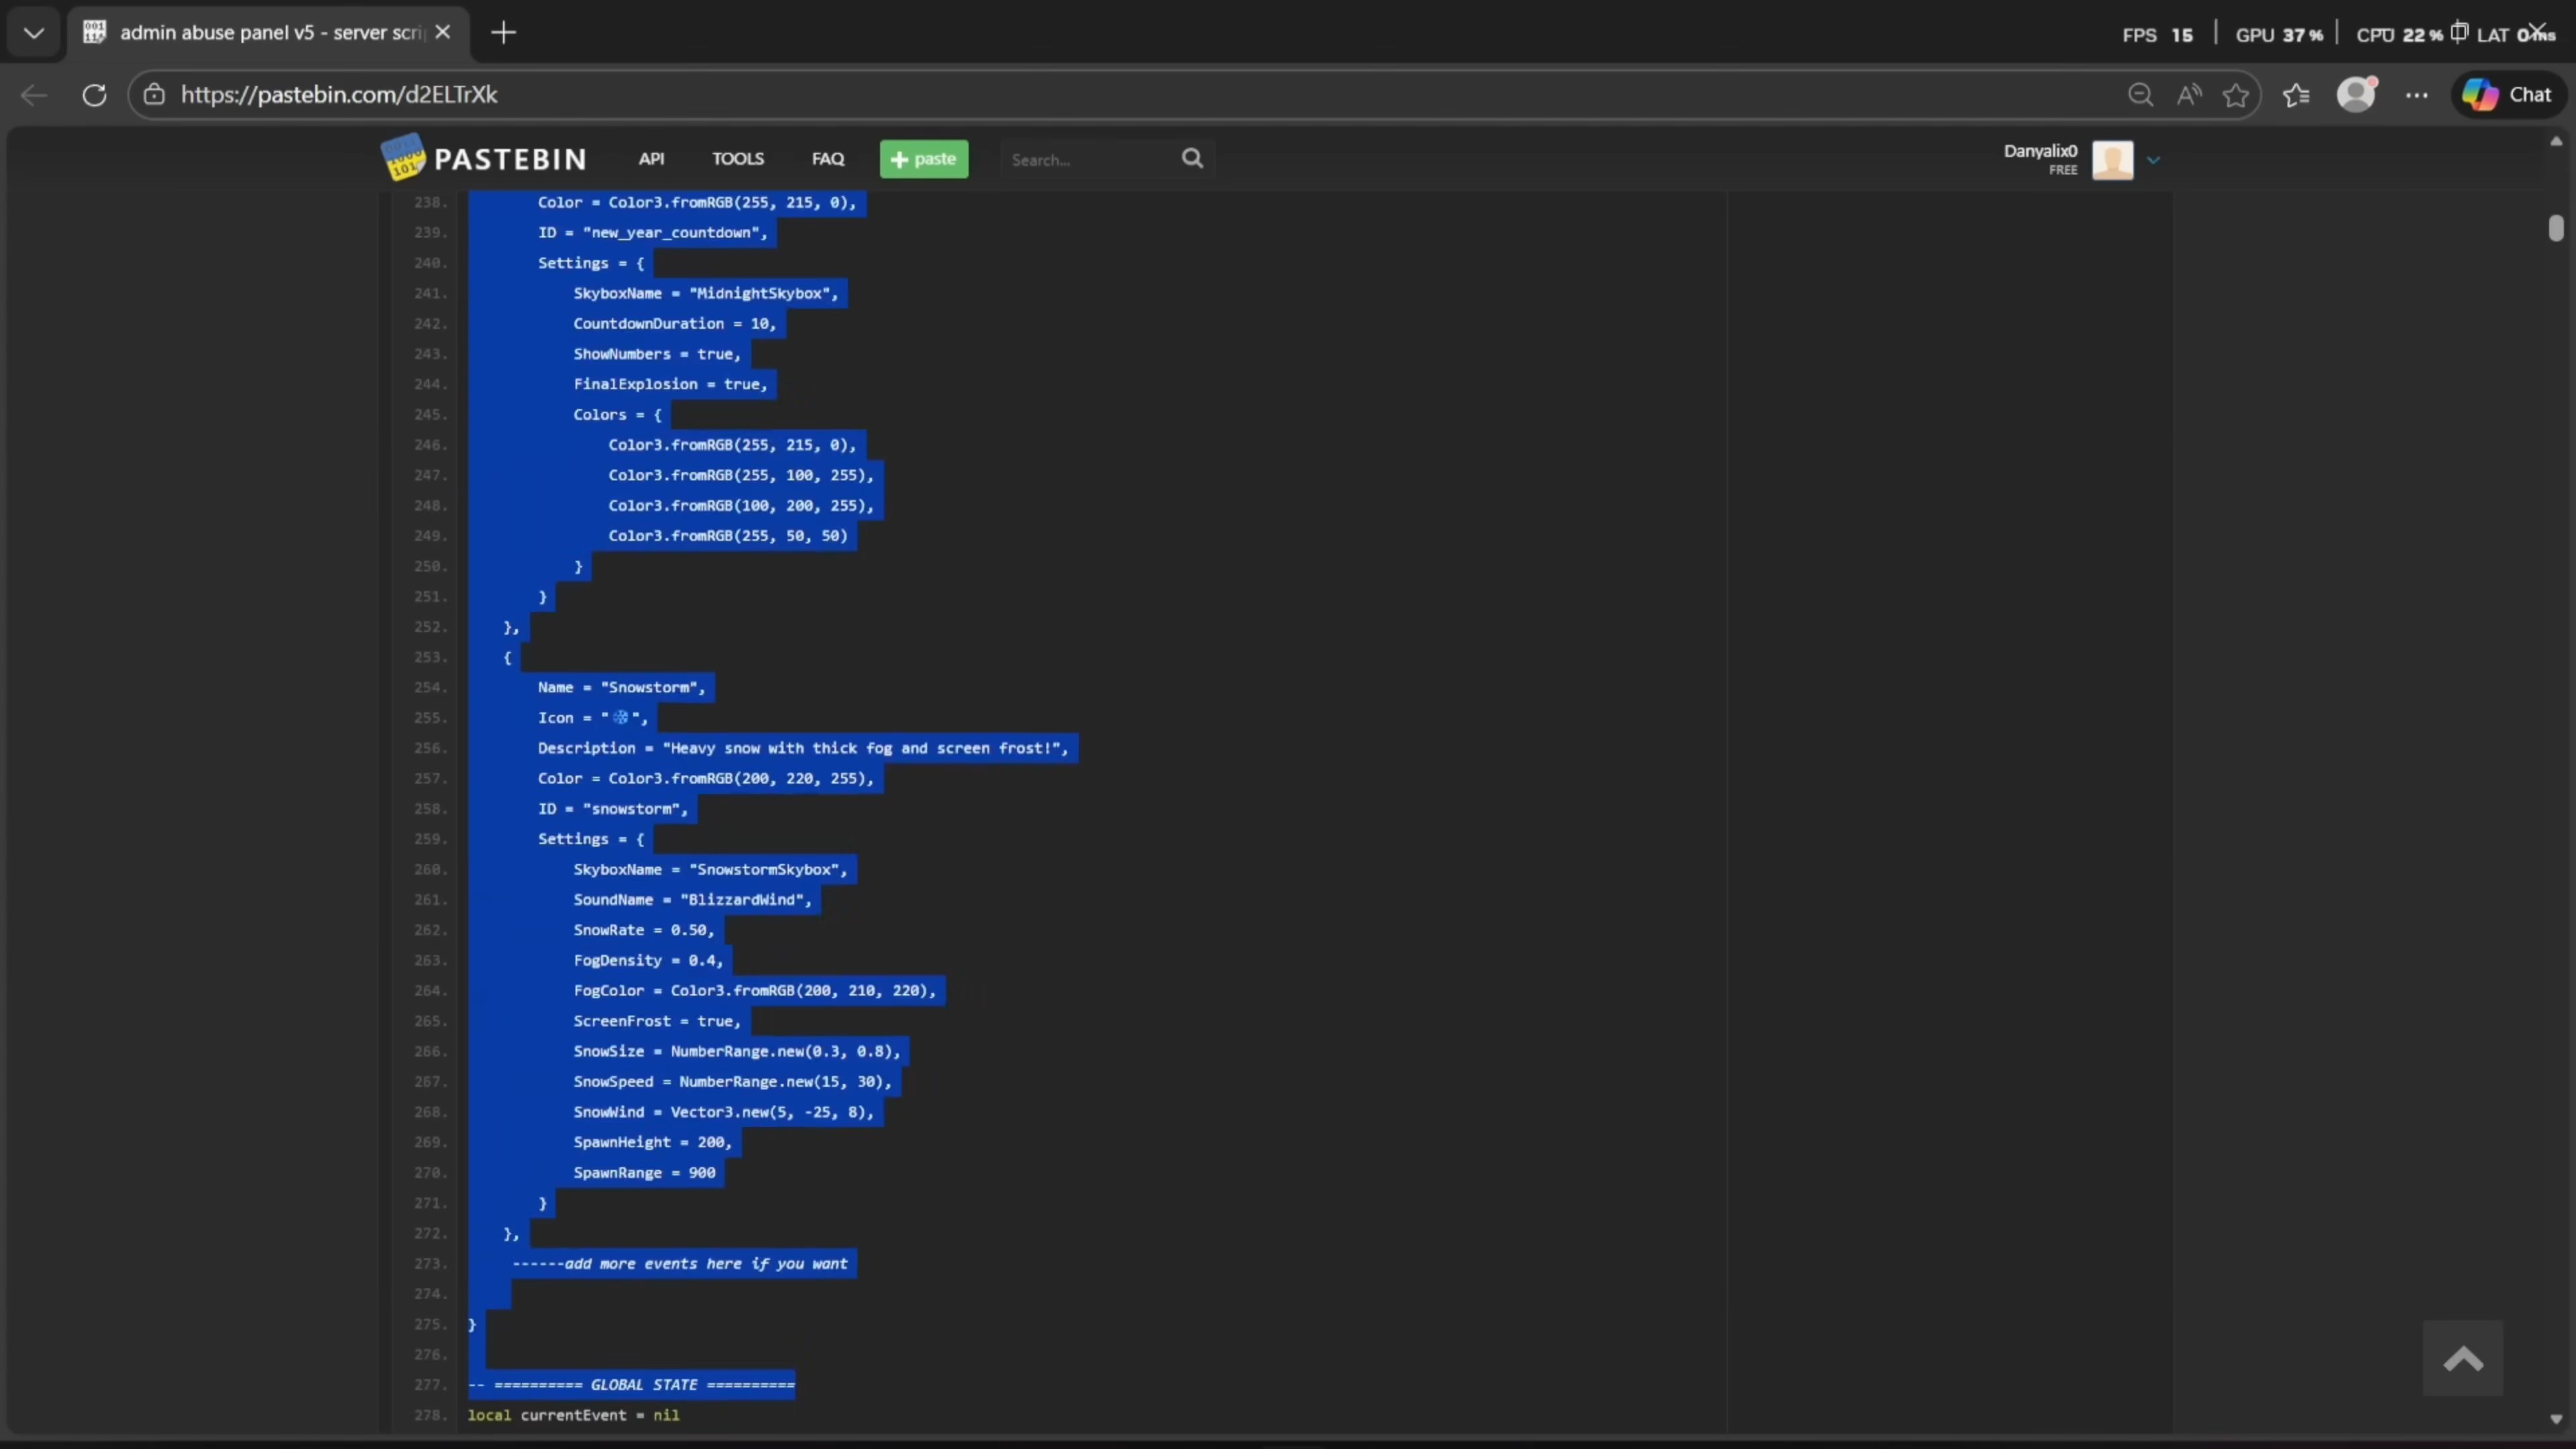 admin abuse panel v5 - server scri
FPS 15 GPU 37 % CPU 22 % LAT 0 ms
https://pastebin.com/d2ELTrXk
Chat
PASTEBIN API TOOLS FAQ paste Search... Danyalix0
FREE
238. Color = Color3.fromRGB(255, 215, 0),
239. ID = "new_year_countdown",
240. Settings = {
241. SkyboxName = "MidnightSkybox",
242. CountdownDuration = 10,
243. ShowNumbers = true,
244. FinalExplosion = true,
245. Colors = {
246. Color3.fromRGB(255, 215, 0),
247. Color3.fromRGB(255, 100, 255),
248. Color3.fromRGB(100, 200, 255),
249. Color3.fromRGB(255, 50, 50)
250. }
251. }
252. },
253. {
254. Name = "Snowstorm",
255. Icon = "❄️",
256. Description = "Heavy snow with thick fog and screen frost!",
257. Color = Color3.fromRGB(200, 220, 255),
258. ID = "snowstorm",
259. Settings = {
260. SkyboxName = "SnowstormSkybox",
261. SoundName = "BlizzardWind",
262. SnowRate = 0.50,
263. FogDensity = 0.4,
264. FogColor = Color3.fromRGB(200, 210, 220),
265. ScreenFrost = true,
266. SnowSize = NumberRange.new(0.3, 0.8),
267. SnowSpeed = NumberRange.new(15, 30),
268. SnowWind = Vector3.new(5, -25, 8),
269. SpawnHeight = 200,
270. SpawnRange = 900
271. }
272. },
273. ------add more events here if you want
274.
275. }
276.
277. -- ========== GLOBAL STATE ==========
278. local currentEvent = nil